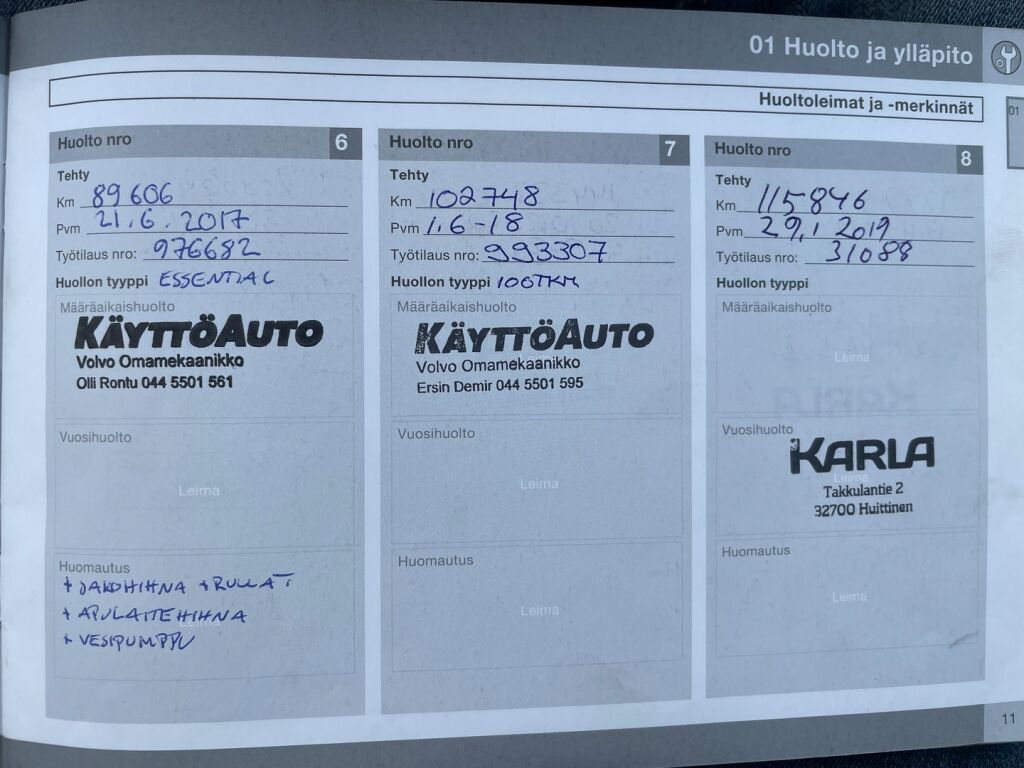 01 Huolto ja ylläpito
01
Huoltoleimat ja -merkinnät
Huolto nro 6
Tehty
Km 89606
Pvm 21.6.2017
Työtilaus nro: 976682
Huollon tyyppi ESSENTIAL
Määräaikaishuolto
KÄYTTÖAUTO
Volvo Omamekaanikko
Olli Rontu 044 5501 561
Vuosihuolto
Leima
Huomautus
+ JAKOHIHNA + RULLAT
+ APULAITEHIHNA
Leima
+ VESIPUMPPU
Huolto nro 7
Tehty
Km 102748
Pvm 1.6-18
Työtilaus nro: 993307
Huollon tyyppi 100TKM
Määräaikaishuolto
KÄYTTÖAUTO
Volvo Omamekaanikko
Ersin Demir 044 5501 595
Vuosihuolto
Leima
Huomautus
Leima
Huolto nro 8
Tehty
Km 115846
Pvm 29.1 2019
Työtilaus nro: 31088
Huollon tyyppi
Määräaikaishuolto
Leima
Vuosihuolto
KARLA
Leima
Takkulantie 2
32700 Huittinen
Huomautus
Leima
11